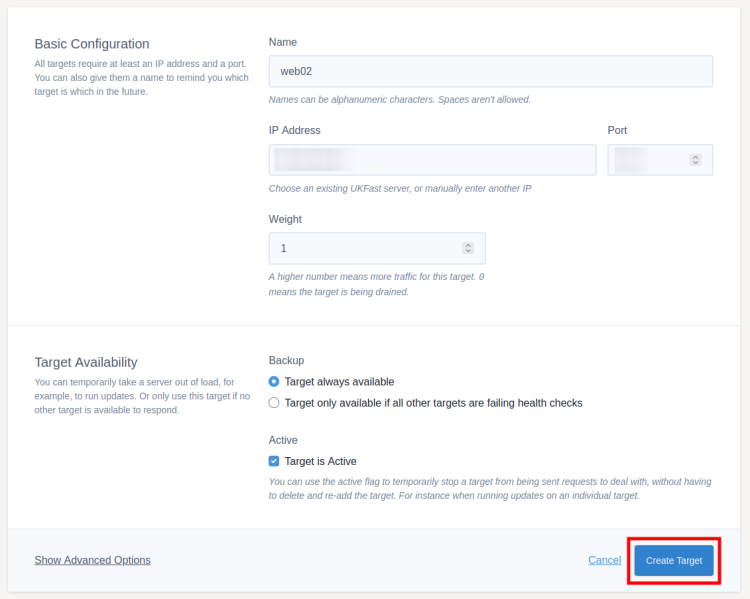 Basic Configuration
All targets require at least an IP address and a port.
You can also give them a name to remind you which
target is which in the future.
Name
web02
Names can be alphanumeric characters. Spaces aren't allowed.
IP Address
Port
Choose an existing UKFast server, or manually enter another IP
Weight
1
A higher number means more traffic for this target. 0
means the target is being drained.
Target Availability
You can temporarily take a server out of load, for
example, to run updates. Or only use this target if no
other target is available to respond.
Backup
Target always available
Target only available if all other targets are failing health checks
Active
Target is Active
You can use the active flag to temporarily stop a target from being sent requests to deal with, without having
to delete and re-add the target. For instance when running updates on an individual target.
Show Advanced Options
Cancel
Create Target